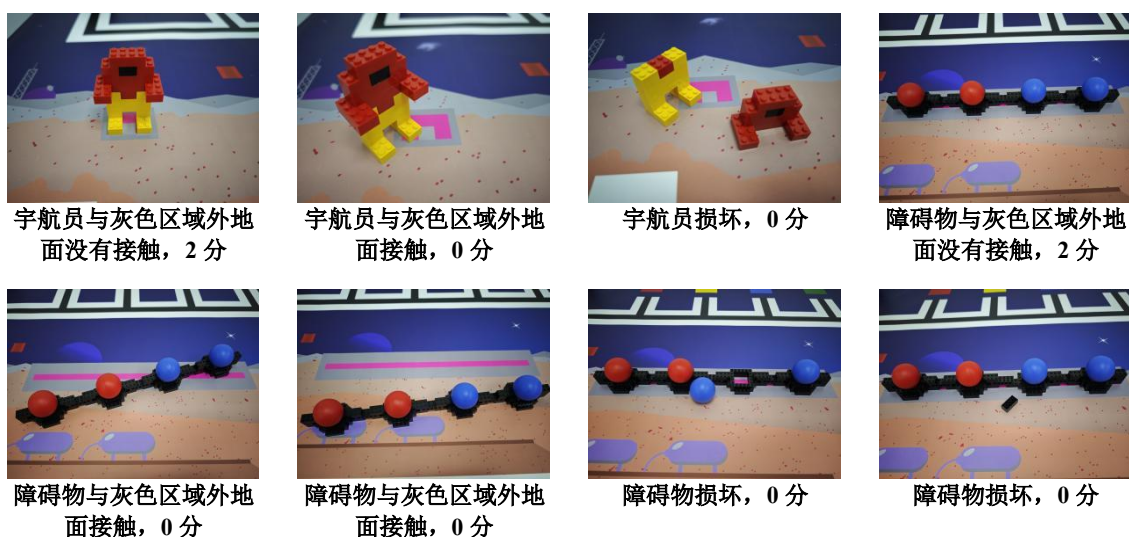 宇航员与灰色区域外地
面没有接触，2 分
宇航员与灰色区域外地
面接触，0 分
宇航员损坏，0 分
障碍物与灰色区域外地
面没有接触，2 分
障碍物与灰色区域外地
面接触，0 分
障碍物与灰色区域外地
面接触，0 分
障碍物损坏，0 分
障碍物损坏，0 分